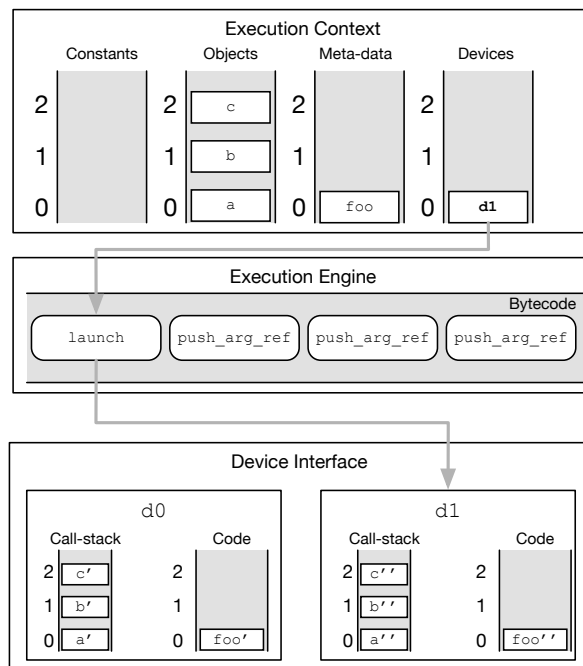 Execution Context
Constants Objects Meta-data Devices
2 2 c 2 2
1 1 b 1 1
0 0 a 0 foo 0 d1
Execution Engine
Bytecode
launch push_arg_ref push_arg_ref push_arg_ref
Device Interface
d0 d1
Call-stack Code Call-stack Code
2 c' 2 2 c'' 2
1 b' 1 1 b'' 1
0 a' 0 foo' 0 a'' 0 foo''